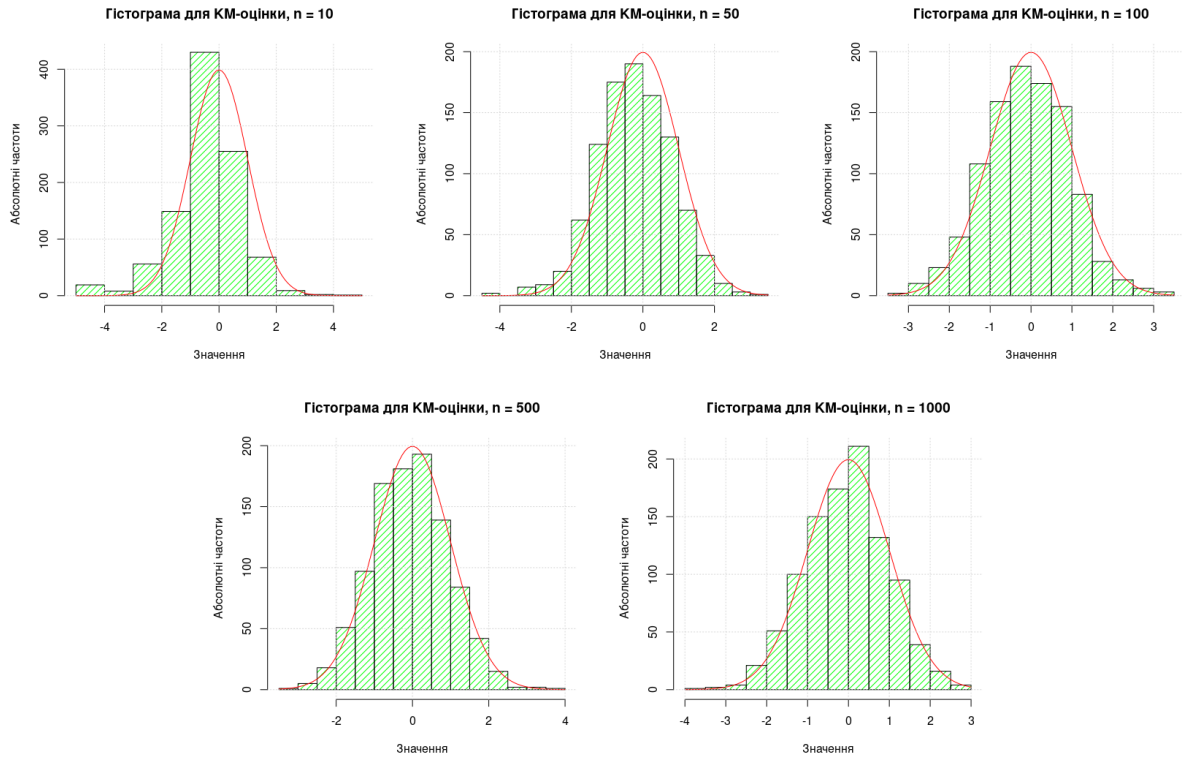 Гістограма для КМ-оцінки, n = 10
Абсолютні частоти
400
300
200
100
0
-4 -2 0 2 4
Значення
Гістограма для КМ-оцінки, n = 50
Абсолютні частоти
200
150
100
50
0
-4 -2 0 2
Значення
Гістограма для КМ-оцінки, n = 100
Абсолютні частоти
200
150
100
50
0
-3 -2 -1 0 1 2 3
Значення
Гістограма для КМ-оцінки, n = 500
Абсолютні частоти
200
150
100
50
0
-2 0 2 4
Значення
Гістограма для КМ-оцінки, n = 1000
Абсолютні частоти
200
150
100
50
0
-4 -3 -2 -1 0 1 2 3
Значення